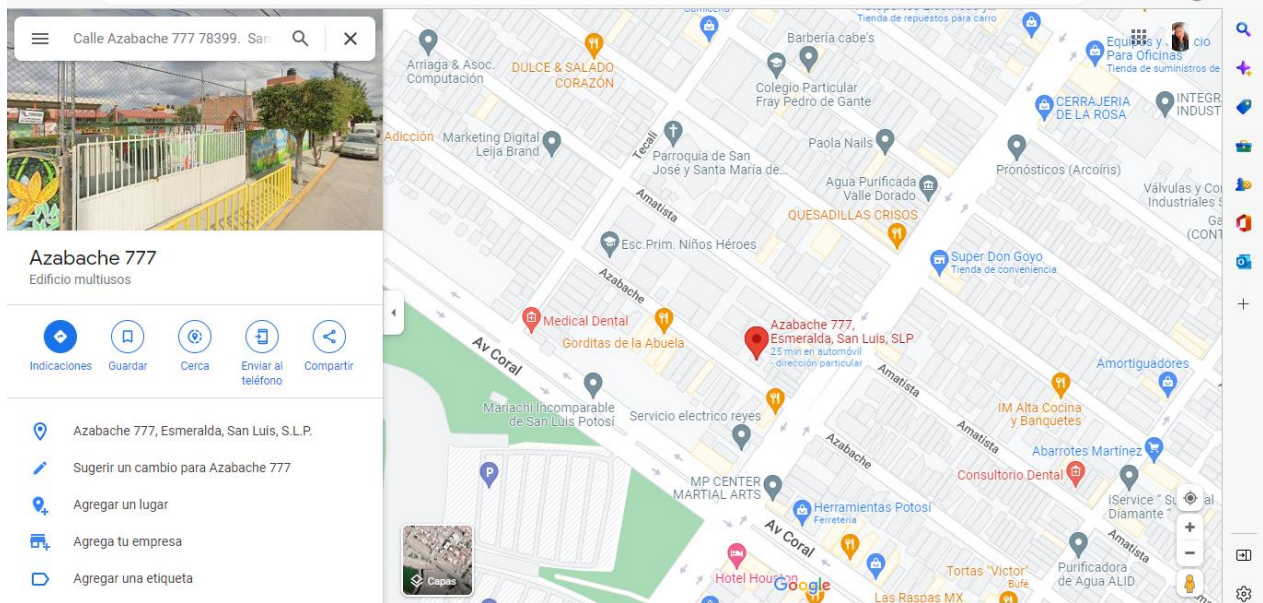 Calle Azabache 777 78399. San
Azabache 777
Edificio multiusos
Indicaciones
Guardar
Cerca
Enviar al
teléfono
Compartir
Azabache 777, Esmeralda, San Luis, S.L.P.
Sugerir un cambio para Azabache 777
Agregar un lugar
Agrega tu empresa
Agregar una etiqueta
Tienda de repuestos para carro
Arriaga & Asoc.
Computación
DULCE & SALADO
CORAZÓN
Barbería cabe's
Colegio Particular
Fray Pedro de Gante
Para Oficinas
Tienda de suministros de
CERRAJERIA
DE LA ROSA
INTEGR
INDUST
Adicción
Marketing Digital
Leija Brand
Tecali
Parroquia de San
José y Santa María de...
Paola Nails
Pronósticos (Arcoíris)
Agua Purificada
Valle Dorado
Válvulas y Co
Industriales
Ga
(CONT
Amatista
QUESADILLAS CRISOS
Esc.Prim. Niños Héroes
Super Don Goyo
Tienda de conveniencia
Azabache
Medical Dental
Gorditas de la Abuela
Azabache 777,
Esmeralda, San Luis, SLP
25 min en automóvil
- dirección particular
Av Coral
Amatista
Amortiguadores
Mariachi Incomparable
de San Luis Potosí
Servicio electrico reyes
IM Alta Cocina
y Banquetes
Amatista
Azabache
Abarrotes Martínez
Consultorio Dental
P
MP CENTER
MARTIAL ARTS
Herramientas Potosí
Ferretería
iService "
Diamante "
Av Coral
Amatista
Capas
Hotel Houston
Google
Tortas "Victor"
Bufé
Las Raspas MX
Purificadora
de Agua ALID